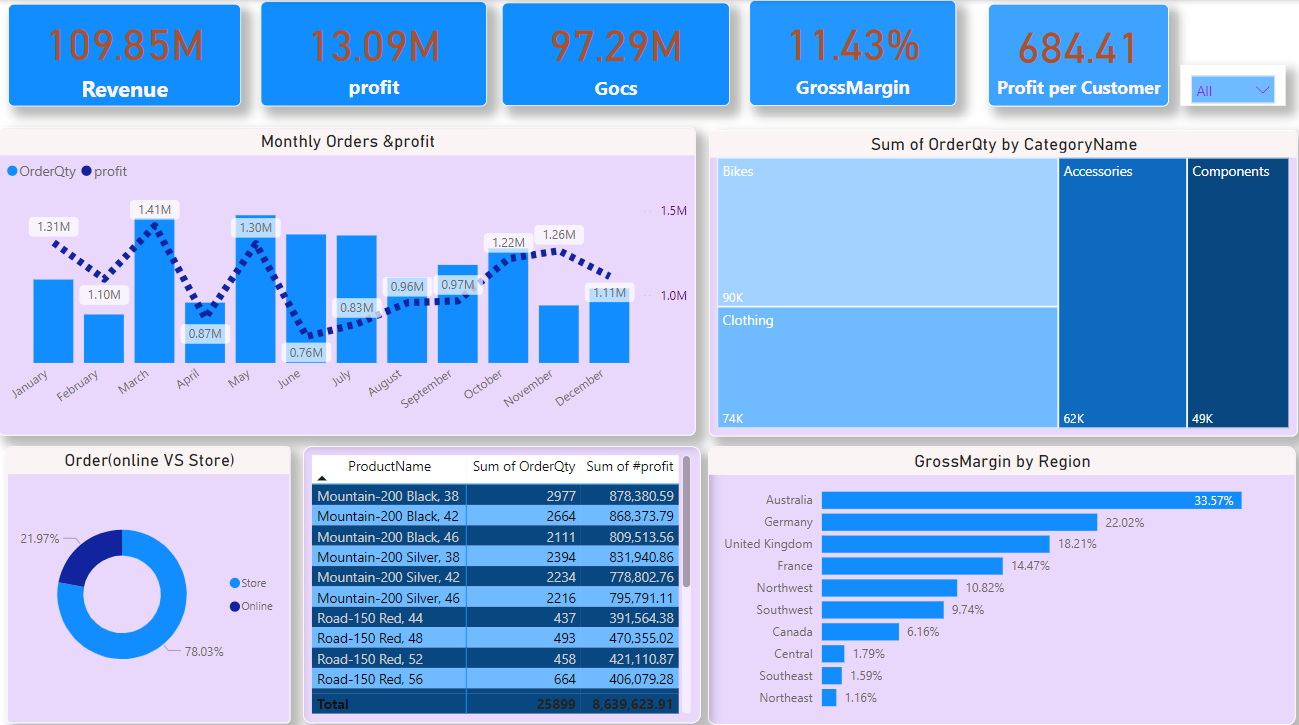 109.85M
Revenue
13.09M
profit
97.29M
Gocs
11.43%
GrossMargin
684.41
Profit per Customer
All
Monthly Orders &profit
OrderQty profit
1.31M
1.10M
1.41M
0.87M
1.30M
0.76M
0.83M
0.96M
0.97M
1.22M
1.26M
1.11M
1.5M
1.0M
January
February
March
April
May
June
July
August
September
October
November
December
Sum of OrderQty by CategoryName
Bikes
90K
Clothing
74K
Accessories
62K
Components
49K
Order(online VS Store)
21.97%
78.03%
Store
Online
ProductName Sum of OrderQty Sum of #profit
Mountain-200 Black, 38 2977 878,380.59
Mountain-200 Black, 42 2664 868,373.79
Mountain-200 Black, 46 2111 809,513.56
Mountain-200 Silver, 38 2394 831,940.86
Mountain-200 Silver, 42 2234 778,802.76
Mountain-200 Silver, 46 2216 795,791.11
Road-150 Red, 44 437 391,564.38
Road-150 Red, 48 493 470,355.02
Road-150 Red, 52 458 421,110.87
Road-150 Red, 56 664 406,079.28
Total 25899 8,639,623.91
GrossMargin by Region
Australia 33.57%
Germany 22.02%
United Kingdom 18.21%
France 14.47%
Northwest 10.82%
Southwest 9.74%
Canada 6.16%
Central 1.79%
Southeast 1.59%
Northeast 1.16%